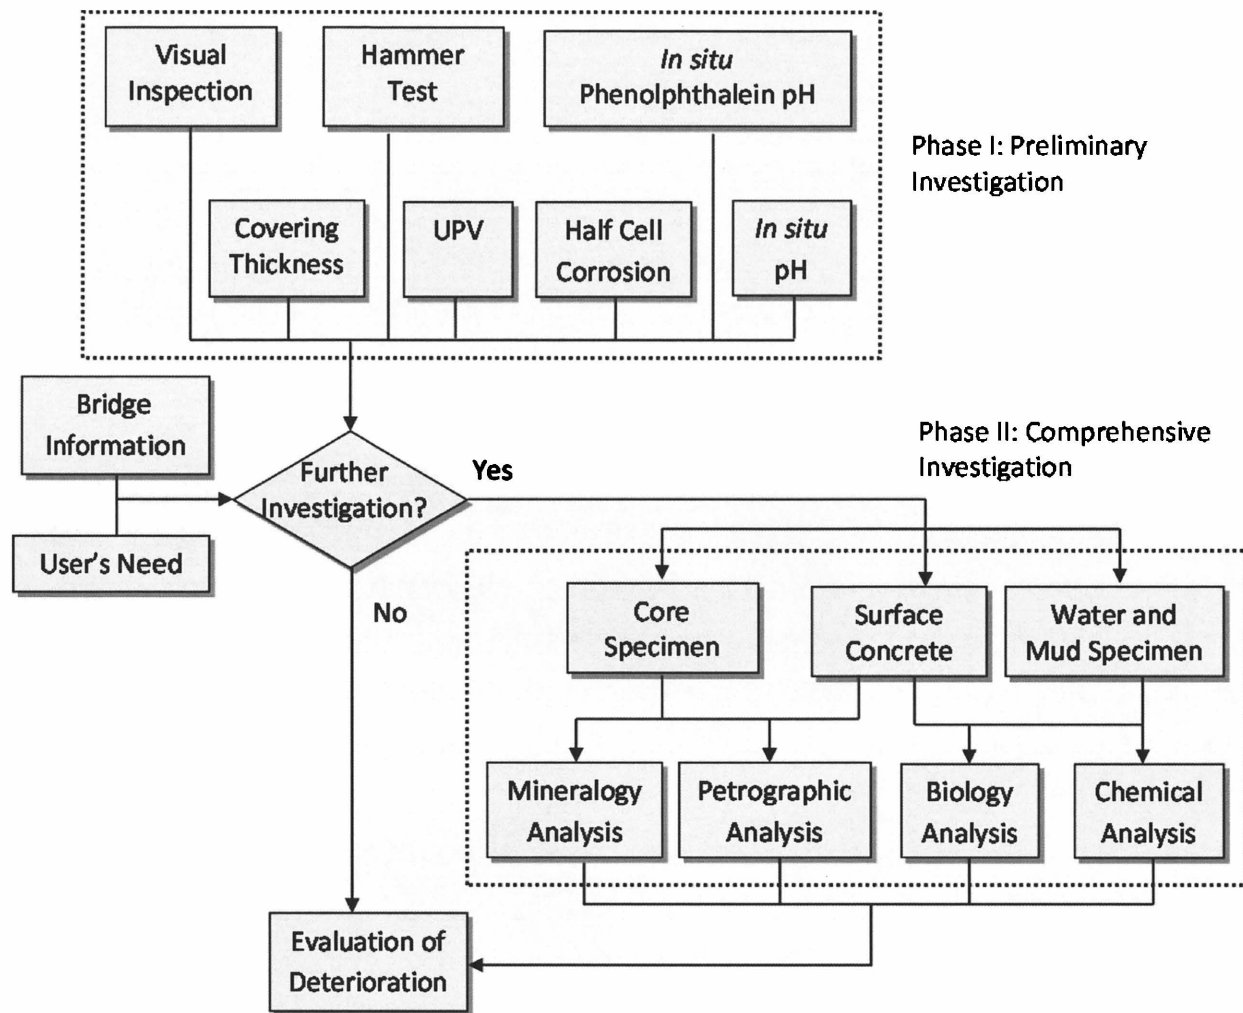 Visual
Inspection
Hammer
Test
In situ
Phenolphthalein pH
Phase I: Preliminary
Investigation
Covering
Thickness
UPV
Half Cell
Corrosion
In situ
pH
Bridge
Information
Phase II: Comprehensive
Investigation
Further
Investigation?
Yes
User's Need
No
Core
Specimen
Surface
Concrete
Water and
Mud Specimen
Mineralogy
Analysis
Petrographic
Analysis
Biology
Analysis
Chemical
Analysis
Evaluation of
Deterioration